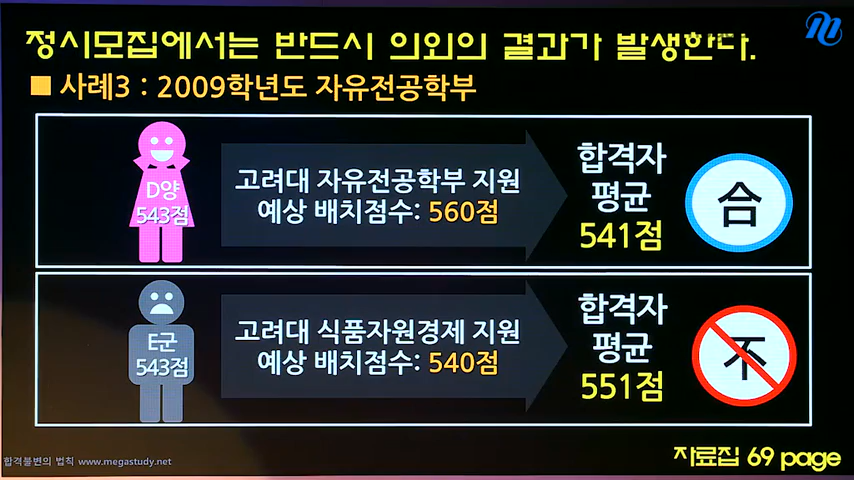 정시모집에서는 반드시 의외의 결과가 발생한다.
■ 사례3 : 2009학년도 자유전공학부
D양
543점
고려대 자유전공학부 지원
예상 배치점수: 560점
합격자
평균
541점
合
E군
543점
고려대 식품자원경제 지원
예상 배치점수: 540점
합격자
평균
551점
不
합격불변의 법칙 www.megastudy.net
자료집 69 page